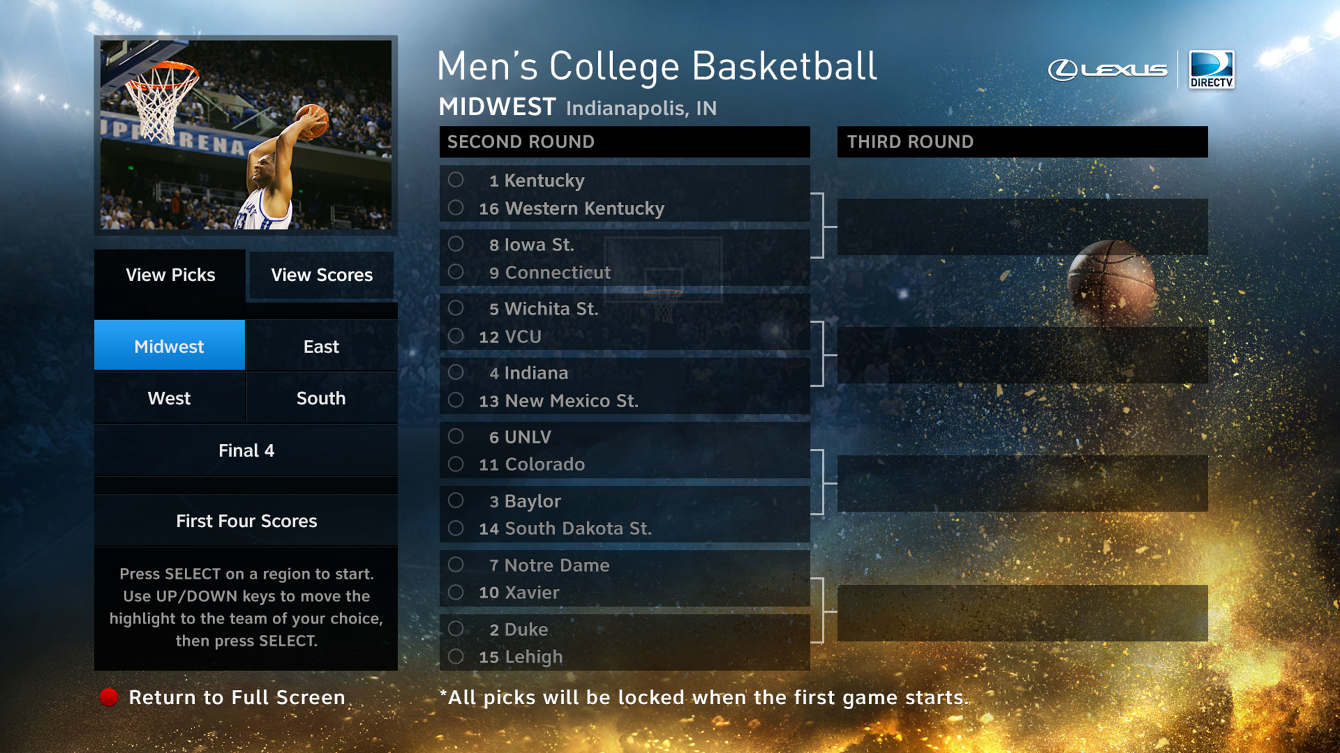 Men's College Basketball
LEXUS
DIRECTV
MIDWEST Indianapolis, IN
SECOND ROUND
THIRD ROUND
1 Kentucky
16 Western Kentucky
8 Iowa St.
9 Connecticut
5 Wichita St.
12 VCU
4 Indiana
13 New Mexico St.
6 UNLV
11 Colorado
3 Baylor
14 South Dakota St.
7 Notre Dame
10 Xavier
2 Duke
15 Lehigh
ARENA
View Picks
View Scores
Midwest
East
West
South
Final 4
First Four Scores
Press SELECT on a region to start.
Use UP/DOWN keys to move the
highlight to the team of your choice,
then press SELECT.
Return to Full Screen
*All picks will be locked when the first game starts.